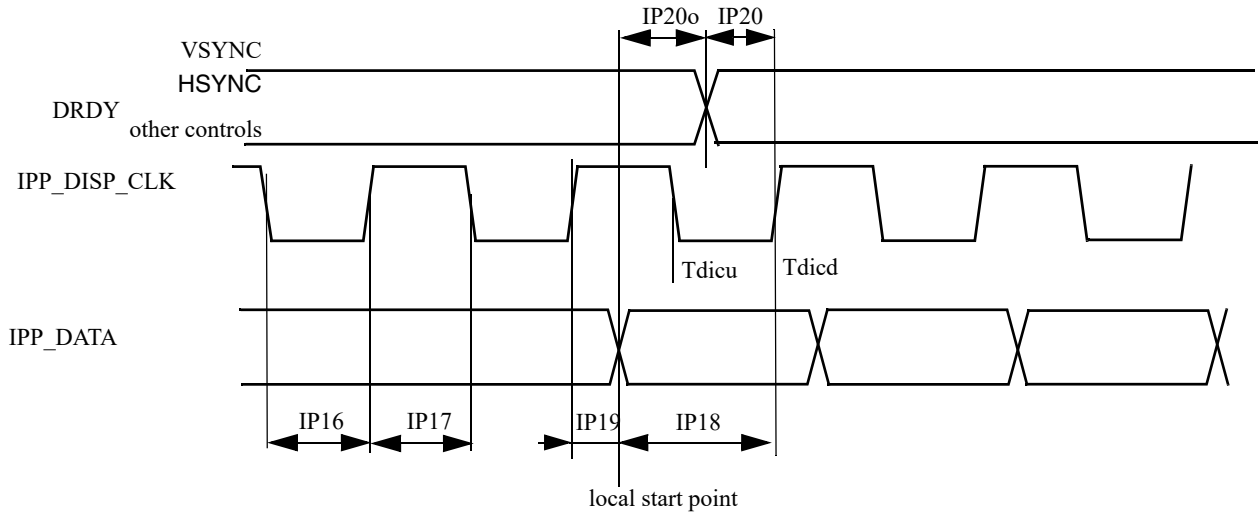 IP20o IP20
VSYNC
HSYNC
DRDY
other controls
IPP_DISP_CLK
Tdicu
Tdicd
IPP_DATA
IP16
IP17
IP19
IP18
local start point